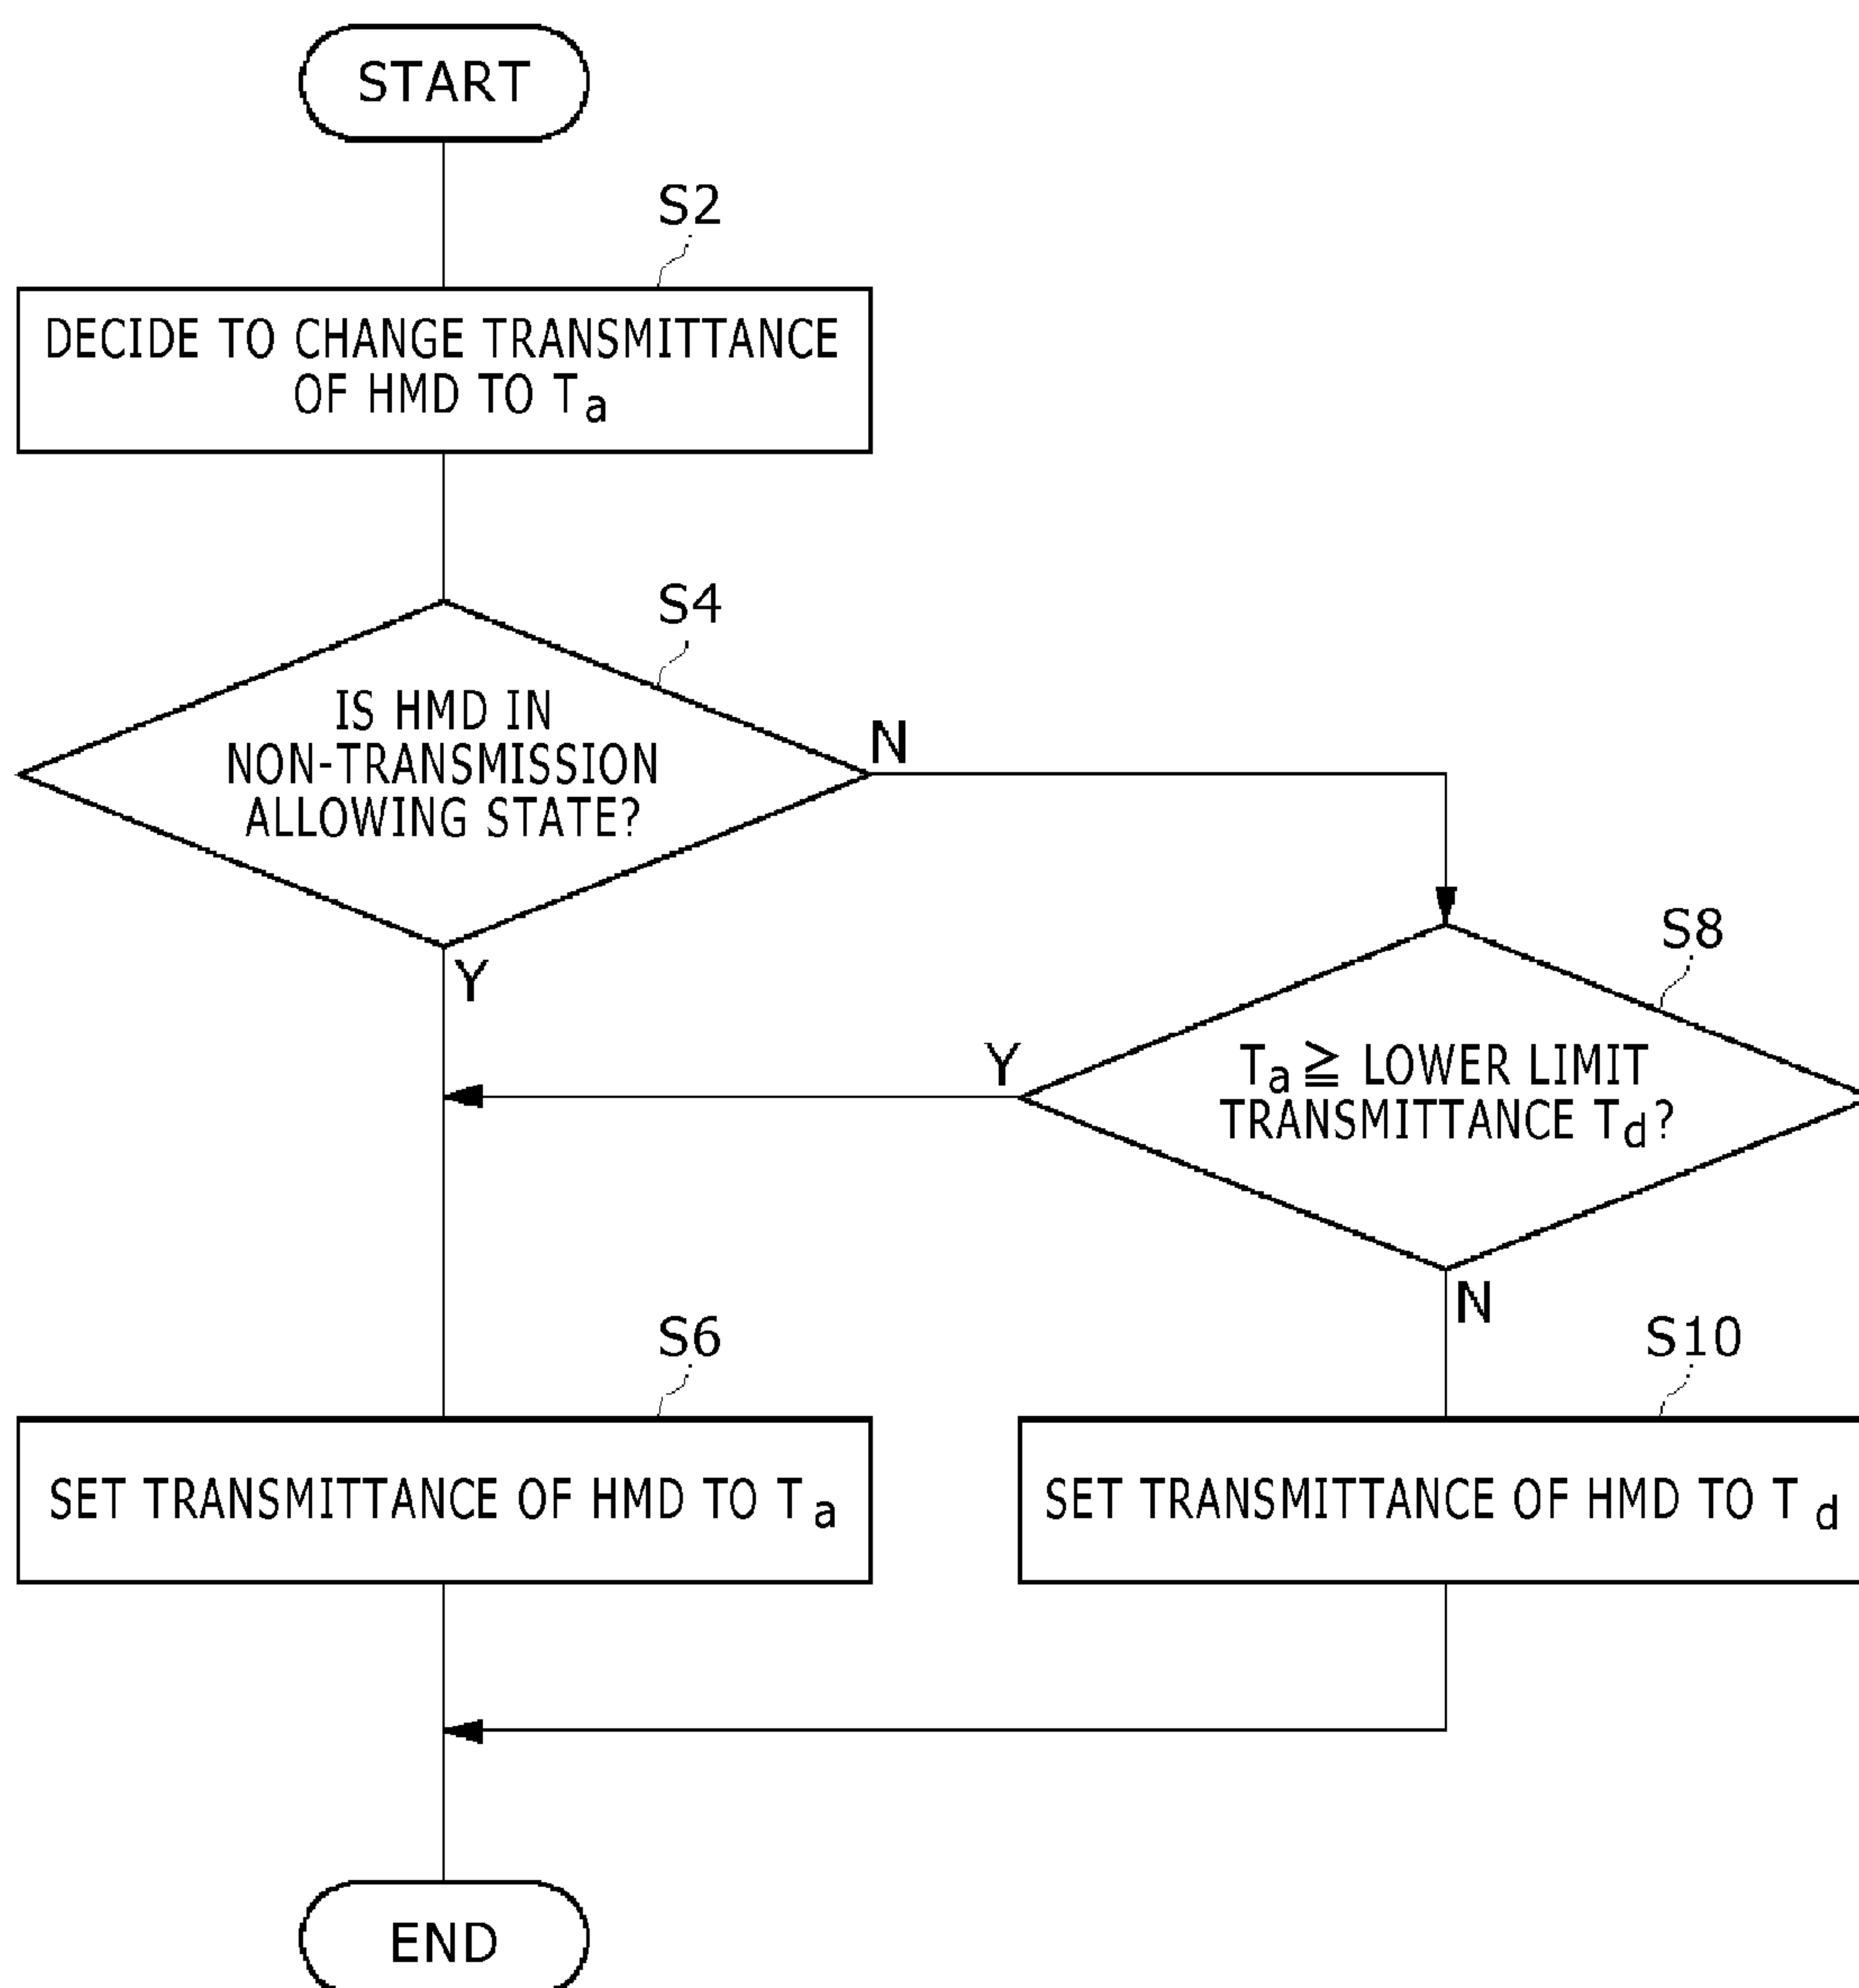 START
S2
DECIDE TO CHANGE TRANSMITTANCE
OF HMD TO Ta
S4
IS HMD IN
NON-TRANSMISSION
ALLOWING STATE?
N
Y
S8
Ta ≧ LOWER LIMIT
TRANSMITTANCE Td?
Y
N
S6
SET TRANSMITTANCE OF HMD TO Ta
S10
SET TRANSMITTANCE OF HMD TO Td
END